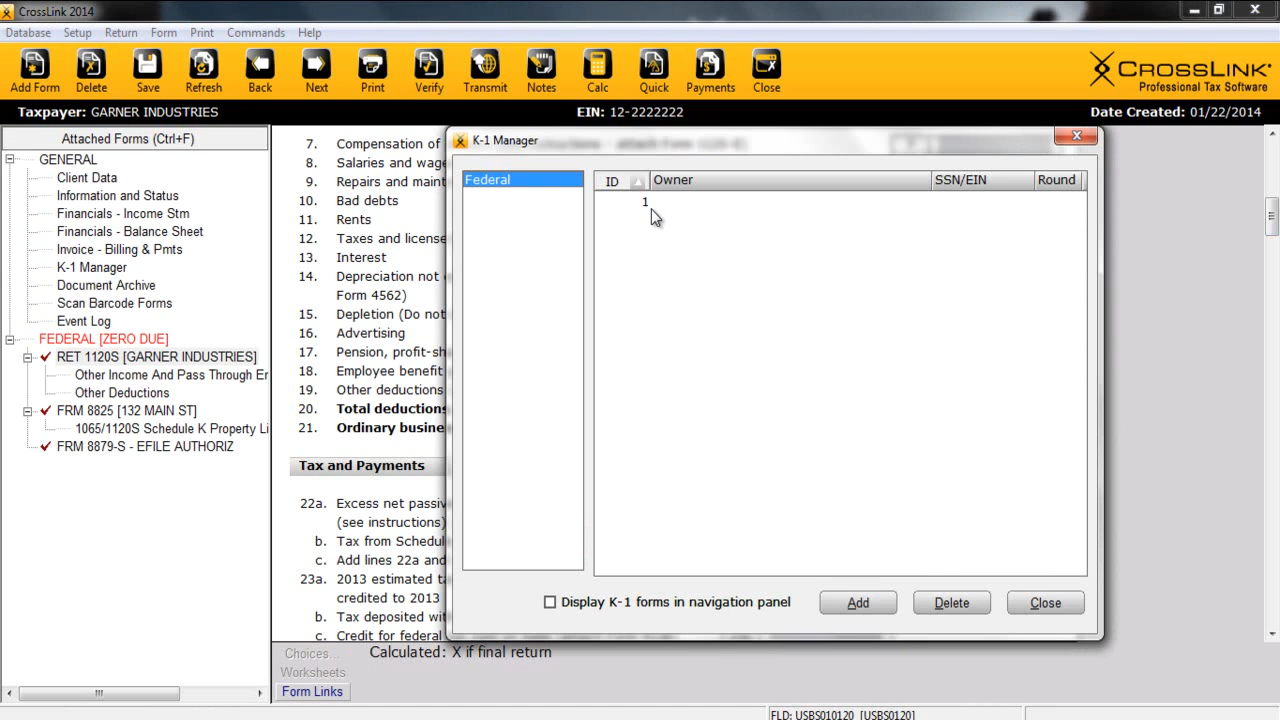 CrossLink 2014
Database Setup Return Form Print Commands Help
Add Form Delete Save Refresh Back Next Print Verify Transmit Notes Calc Quick Payments Close
CROSSLINK
Professional Tax Software
Taxpayer: GARNER INDUSTRIES EIN: 12-2222222 Date Created: 01/22/2014
Attached Forms (Ctrl+F)
GENERAL
Client Data
Information and Status
Financials - Income Stm
Financials - Balance Sheet
Invoice - Billing & Pmts
K-1 Manager
Document Archive
Scan Barcode Forms
Event Log
FEDERAL [ZERO DUE]
RET 1120S [GARNER INDUSTRIES]
Other Income And Pass Through Er
Other Deductions
FRM 8825 [132 MAIN ST]
1065/1120S Schedule K Property Li
FRM 8879-S - EFILE AUTHORIZ
7. Compensation of
8. Salaries and wage
9. Repairs and maint
10. Bad debts
11. Rents
12. Taxes and license
13. Interest
14. Depreciation not
Form 4562)
15. Depletion (Do not
16. Advertising
17. Pension, profit-sh
18. Employee benefit
19. Other deductions
20. Total deductions
21. Ordinary busine
Tax and Payments
22a. Excess net passiv
(see instructions)
b. Tax from Schedul
c. Add lines 22a and
23a. 2013 estimated ta
credited to 2013
b. Tax deposited wit
c. Credit for federal
K-1 Manager
Federal
ID Owner SSN/EIN Round
1
Display K-1 forms in navigation panel Add Delete Close
Choices... Calculated: X if final return
Worksheets
Form Links
FLD: USBS010120 [USBS0120]